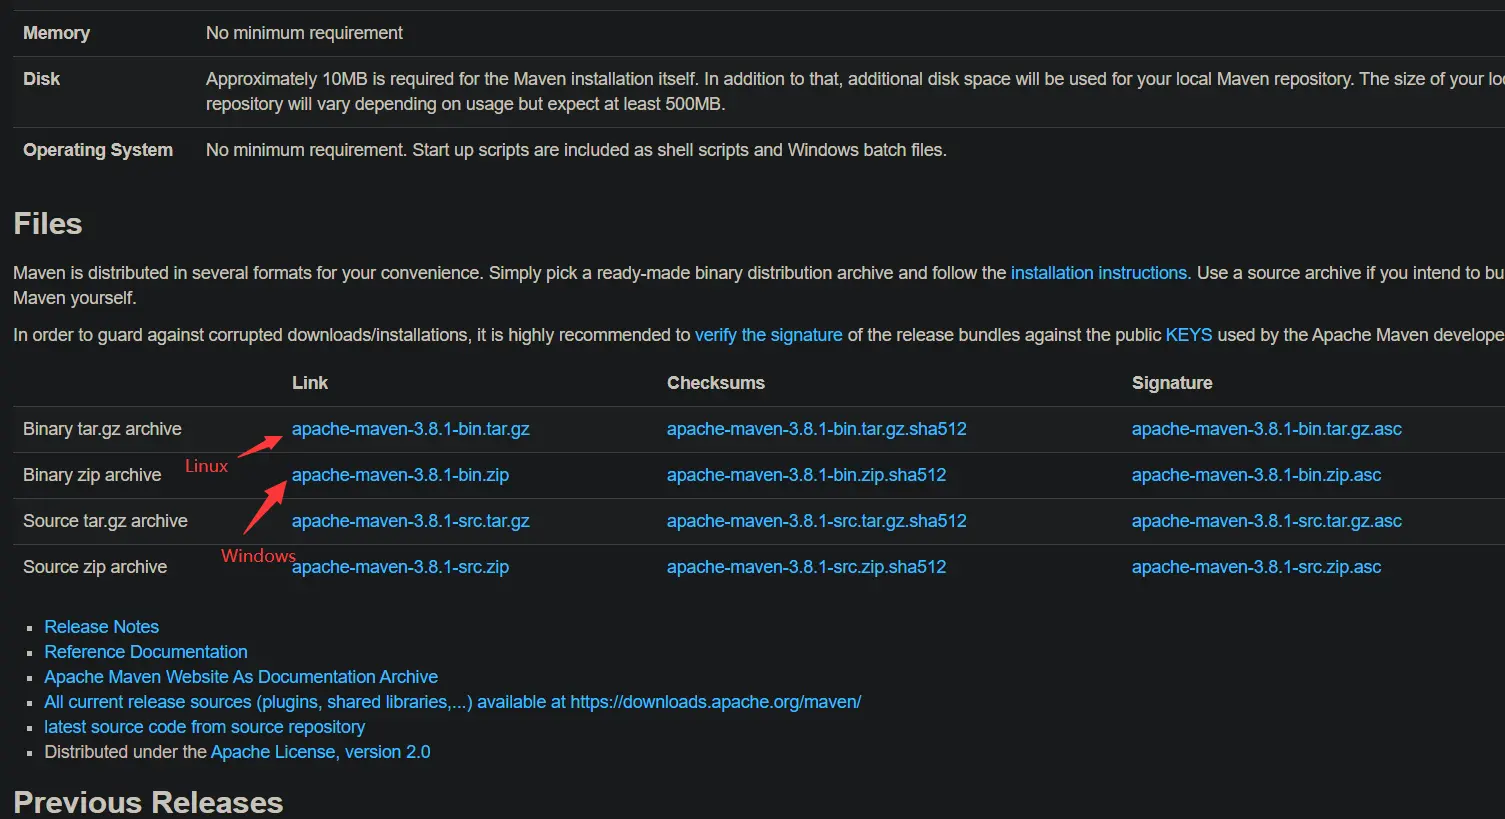 Memory No minimum requirement
Disk Approximately 10MB is required for the Maven installation itself. In addition to that, additional disk space will be used for your local Maven repository. The size of your loc
repository will vary depending on usage but expect at least 500MB.
Operating System No minimum requirement. Start up scripts are included as shell scripts and Windows batch files.
Files
Maven is distributed in several formats for your convenience. Simply pick a ready-made binary distribution archive and follow the installation instructions. Use a source archive if you intend to bu
Maven yourself.
In order to guard against corrupted downloads/installations, it is highly recommended to verify the signature of the release bundles against the public KEYS used by the Apache Maven develope
Link Checksums Signature
Binary tar.gz archive apache-maven-3.8.1-bin.tar.gz apache-maven-3.8.1-bin.tar.gz.sha512 apache-maven-3.8.1-bin.tar.gz.asc
Linux
Binary zip archive apache-maven-3.8.1-bin.zip apache-maven-3.8.1-bin.zip.sha512 apache-maven-3.8.1-bin.zip.asc
Source tar.gz archive apache-maven-3.8.1-src.tar.gz apache-maven-3.8.1-src.tar.gz.sha512 apache-maven-3.8.1-src.tar.gz.asc
Windows
Source zip archive apache-maven-3.8.1-src.zip apache-maven-3.8.1-src.zip.sha512 apache-maven-3.8.1-src.zip.asc
Release Notes
Reference Documentation
Apache Maven Website As Documentation Archive
All current release sources (plugins, shared libraries,...) available at https://downloads.apache.org/maven/
latest source code from source repository
Distributed under the Apache License, version 2.0
Previous Releases